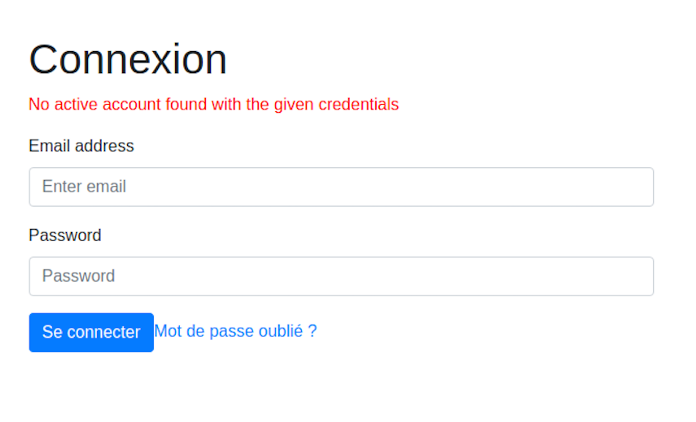 Connexion
No active account found with the given credentials
Email address
Enter email
Password
Password
Se connecter Mot de passe oublié ?